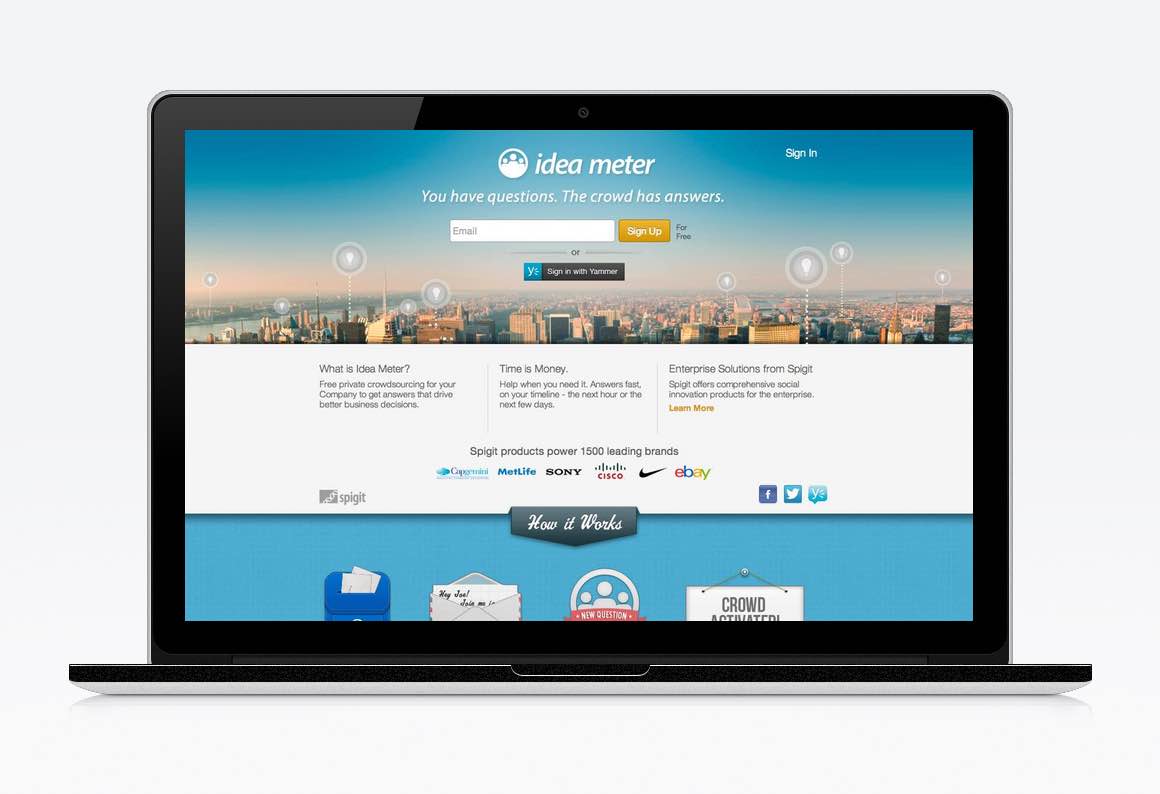 idea meter
Sign In
You have questions. The crowd has answers.
Email
Sign Up
For
Free
or
Sign in with Yammer
What is Idea Meter?
Free private crowdsourcing for your
Company to get answers that drive
better business decisions.
Time is Money.
Help when you need it. Answers fast,
on your timeline - the next hour or the
next few days.
Enterprise Solutions from Spigit
Spigit offers comprehensive social
innovation products for the enterprise.
Learn More
Spigit products power 1500 leading brands
Capgemini
MetLife
SONY
CISCO
ebay
spigit
How it Works
Hey Joe!
Join me in
NEW QUESTION
CROWD
ACTIVATED!